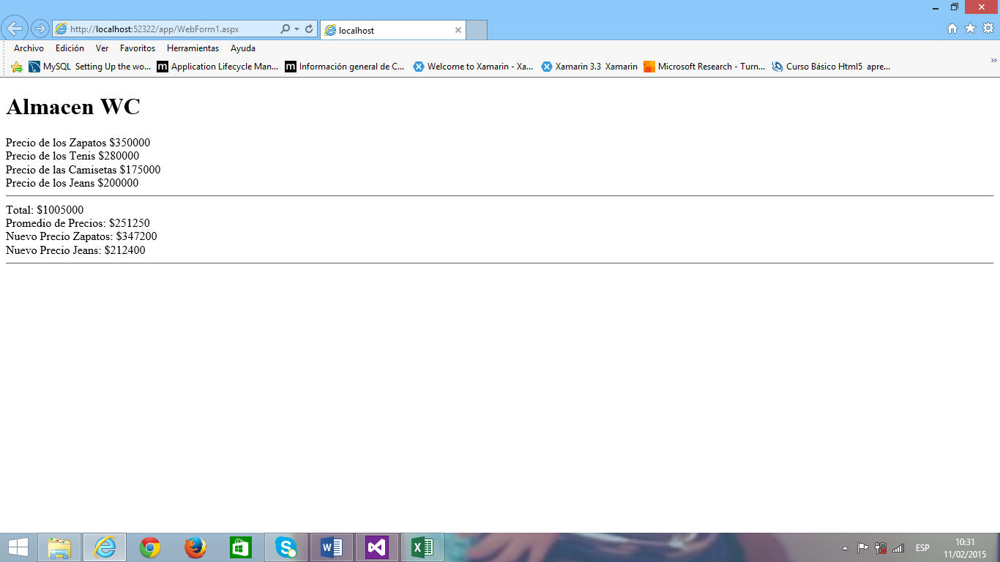 http://localhost:52322/app/WebForm1.aspx
localhost
Archivo Edición Ver Favoritos Herramientas Ayuda
MySQL Setting Up the wo... Application Lifecycle Man... Información general de C... Welcome to Xamarin - Xa... Xamarin 3.3 Xamarin Microsoft Research - Turn... Curso Básico Html5 apre...
Almacen WC
Precio de los Zapatos $350000
Precio de los Tenis $280000
Precio de las Camisetas $175000
Precio de los Jeans $200000
Total: $1005000
Promedio de Precios: $251250
Nuevo Precio Zapatos: $347200
Nuevo Precio Jeans: $212400
ESP
10:31
11/02/2015